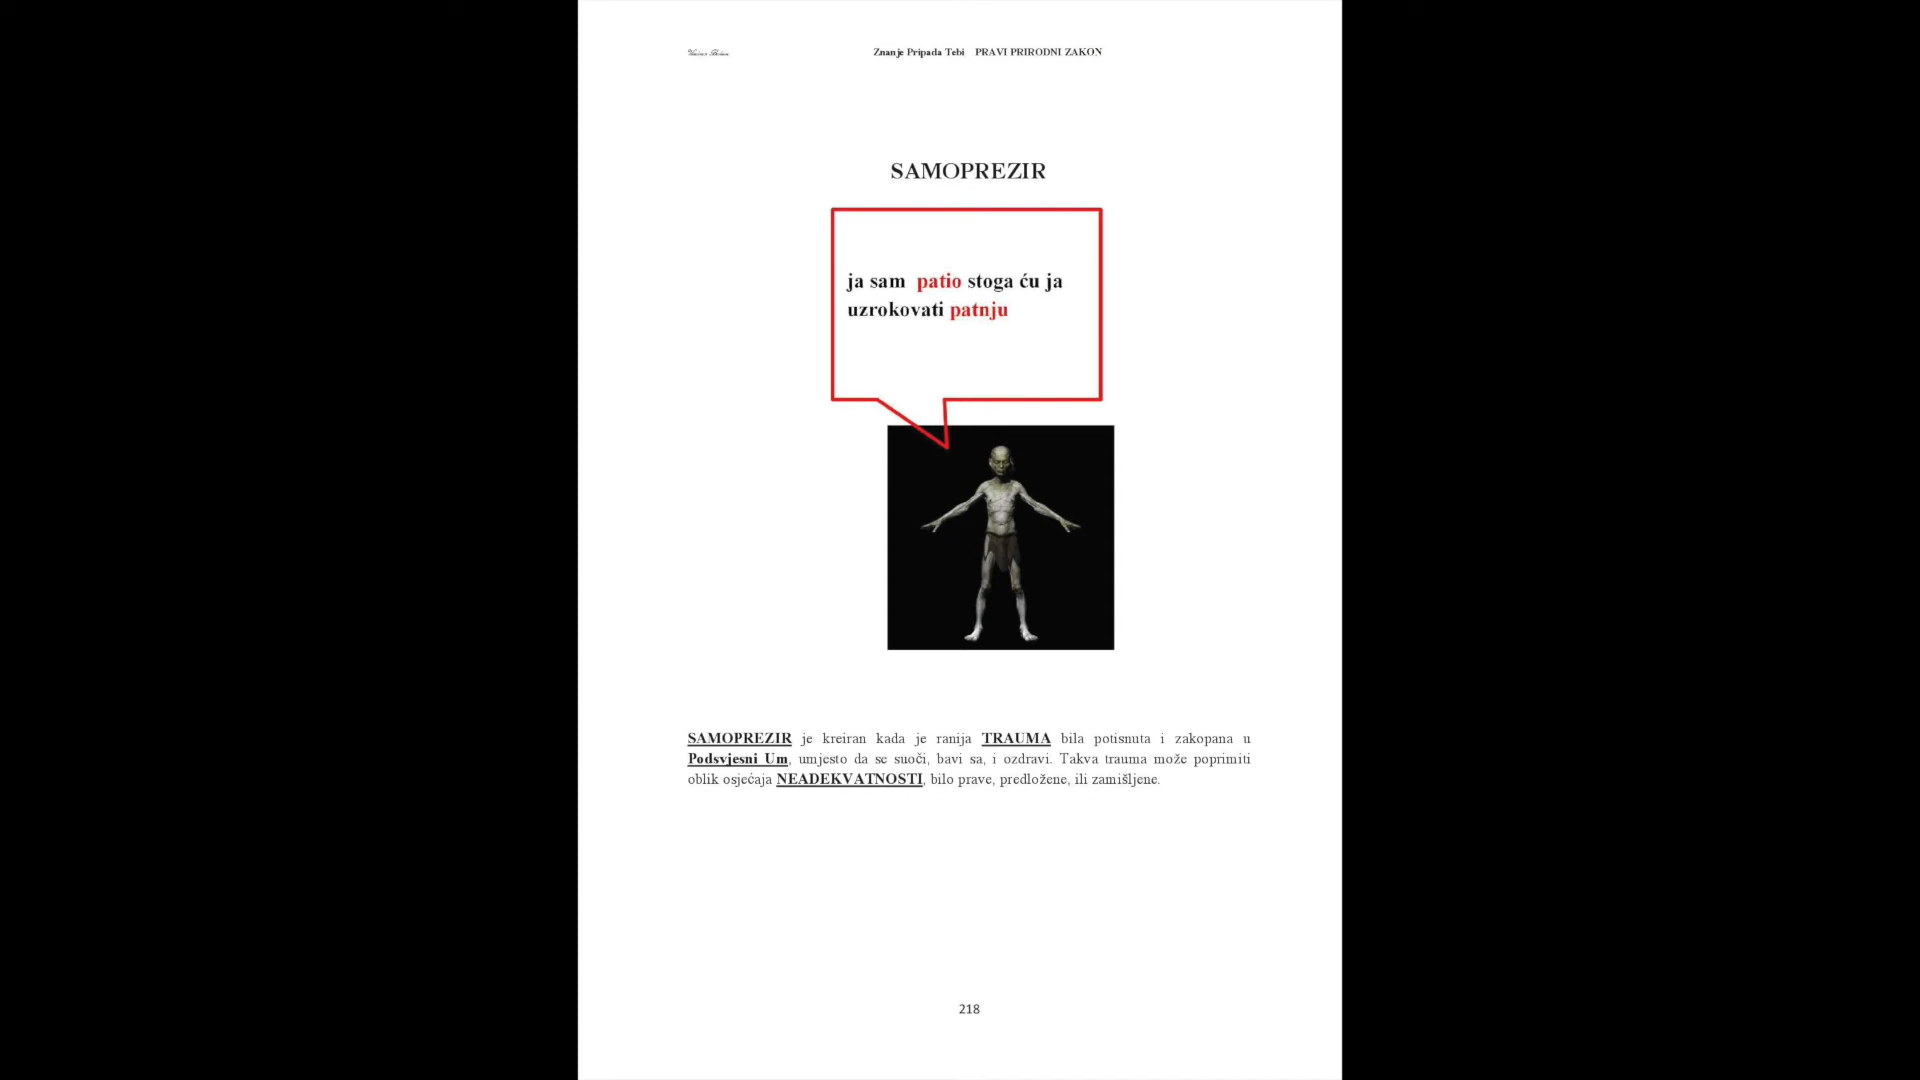 Znanje Pripada Tebi PRAVI PRIRODNI ZAKON
SAMOPREZIR
ja sam patio stoga ću ja
uzrokovati patnju
SAMOPREZIR je kreiran kada je ranija TRAUMA bila potisnuta i zakopana u
Podsvjesni Um, umjesto da se suoči, bavi sa, i ozdravi. Takva trauma može poprimiti
oblik osjećaja NEADEKVATNOSTI, bilo prave, predložene, ili zamišljene.
218